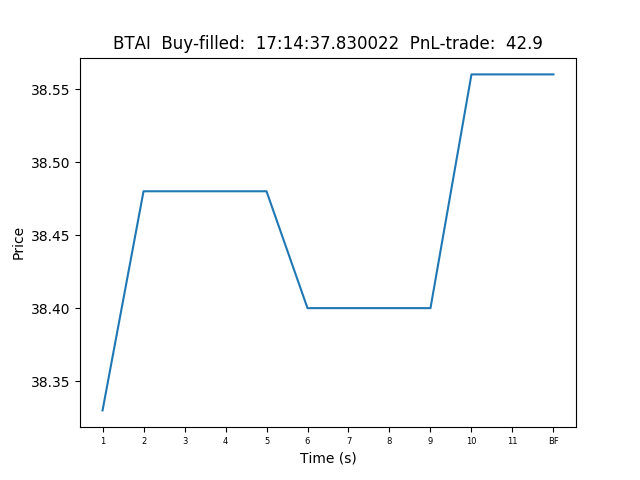 BTAI  Buy-filled:  17:14:37.830022  PnL-trade:  42.9
38.55
38.50
38.45
38.40
38.35
Price
1 2 3 4 5 6 7 8 9 10 11 BF
Time (s)